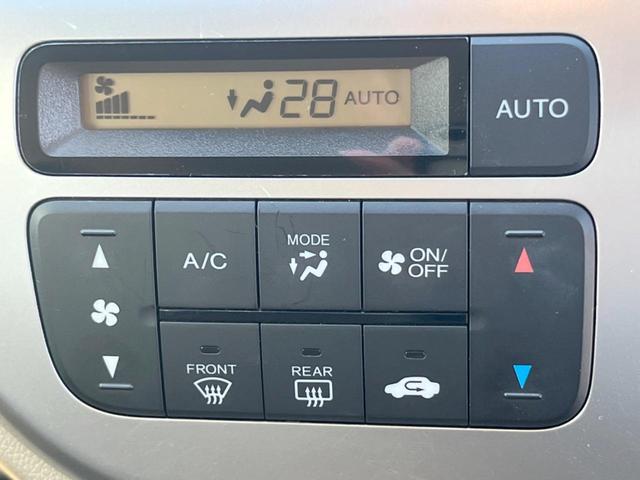 28 AUTO
AUTO
A/C
MODE
ON/
OFF
FRONT
REAR